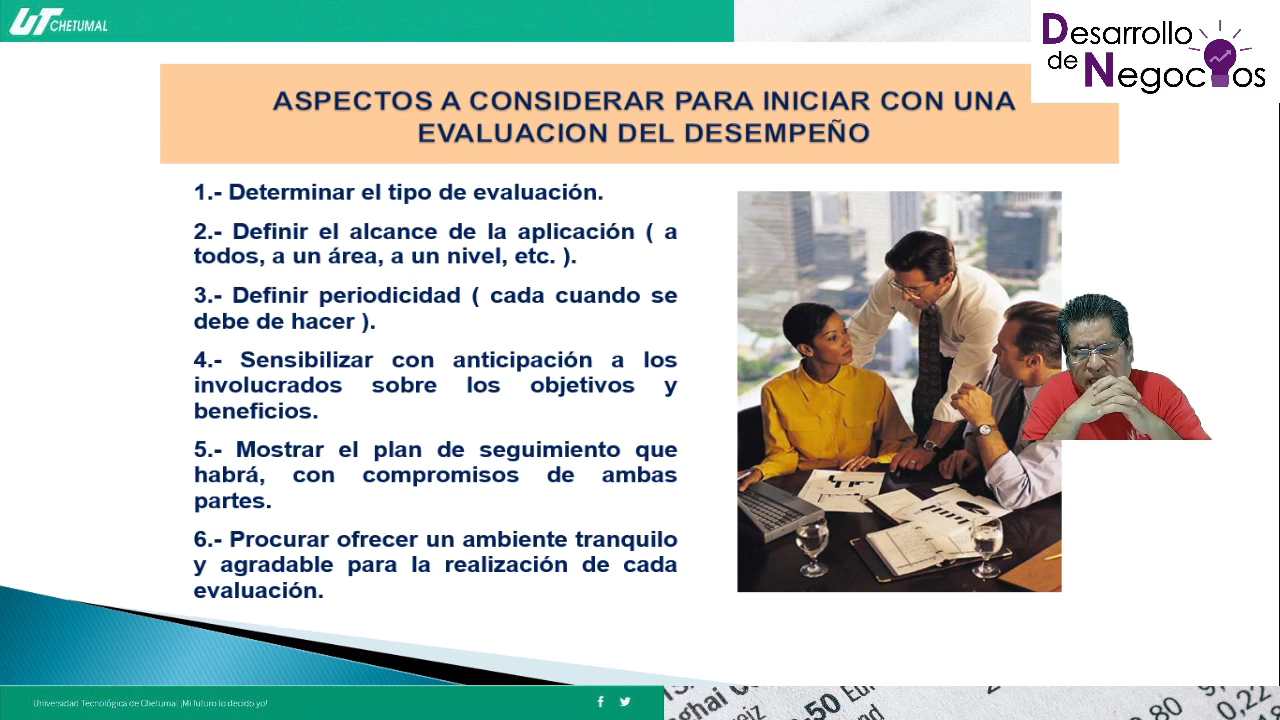 UT CHETUMAL
Desarrollo
de Negocios
ASPECTOS A CONSIDERAR PARA INICIAR CON UNA
EVALUACION DEL DESEMPEÑO
1.- Determinar el tipo de evaluación.
2.- Definir el alcance de la aplicación ( a
todos, a un área, a un nivel, etc. ).
3.- Definir periodicidad ( cada cuando se
debe de hacer ).
4.- Sensibilizar con anticipación a los
involucrados sobre los objetivos y
beneficios.
5.- Mostrar el plan de seguimiento que
habrá, con compromisos de ambas
partes.
6.- Procurar ofrecer un ambiente tranquilo
y agradable para la realización de cada
evaluación.
Universidad Tecnológica de Chetumal ¡Mi futuro lo decido yo!